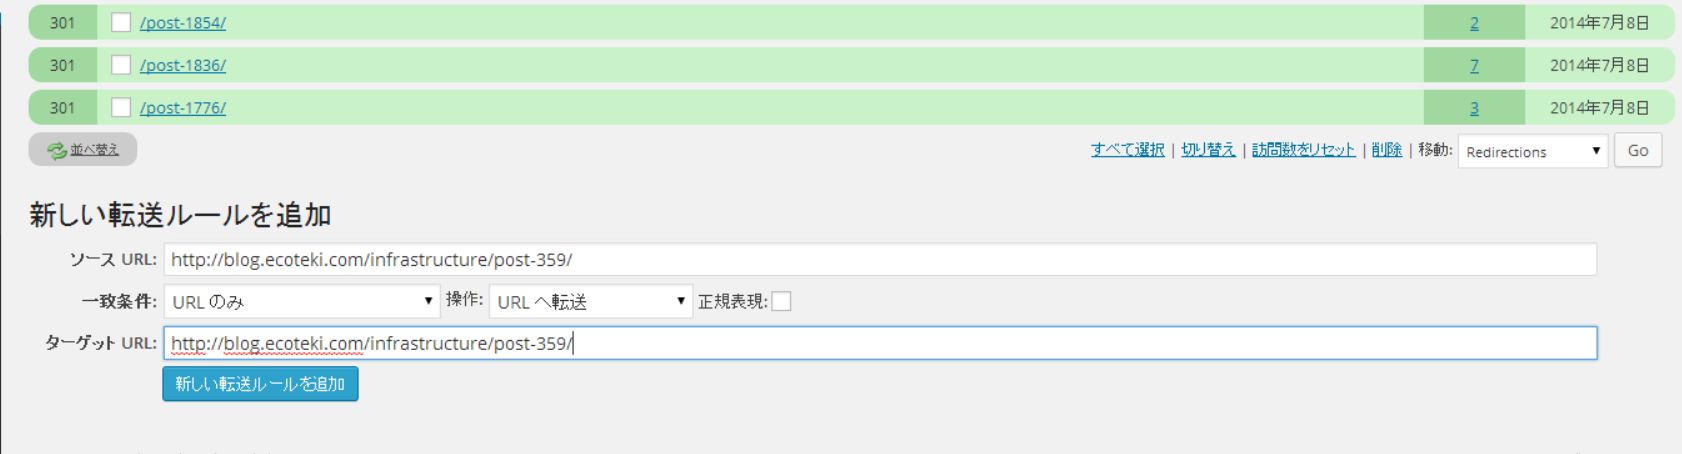 301 /post-1854/ 2 2014年7月8日
301 /post-1836/ 7 2014年7月8日
301 /post-1776/ 3 2014年7月8日
並べ替え すべて選択 | 切り替え | 訪問数をリセット | 削除 | 移動: Redirections Go
新しい転送ルールを追加
ソース URL: http://blog.ecoteki.com/infrastructure/post-359/
一致条件: URL のみ 操作: URL へ転送 正規表現:
ターゲット URL: http://blog.ecoteki.com/infrastructure/post-359/
新しい転送ルールを追加